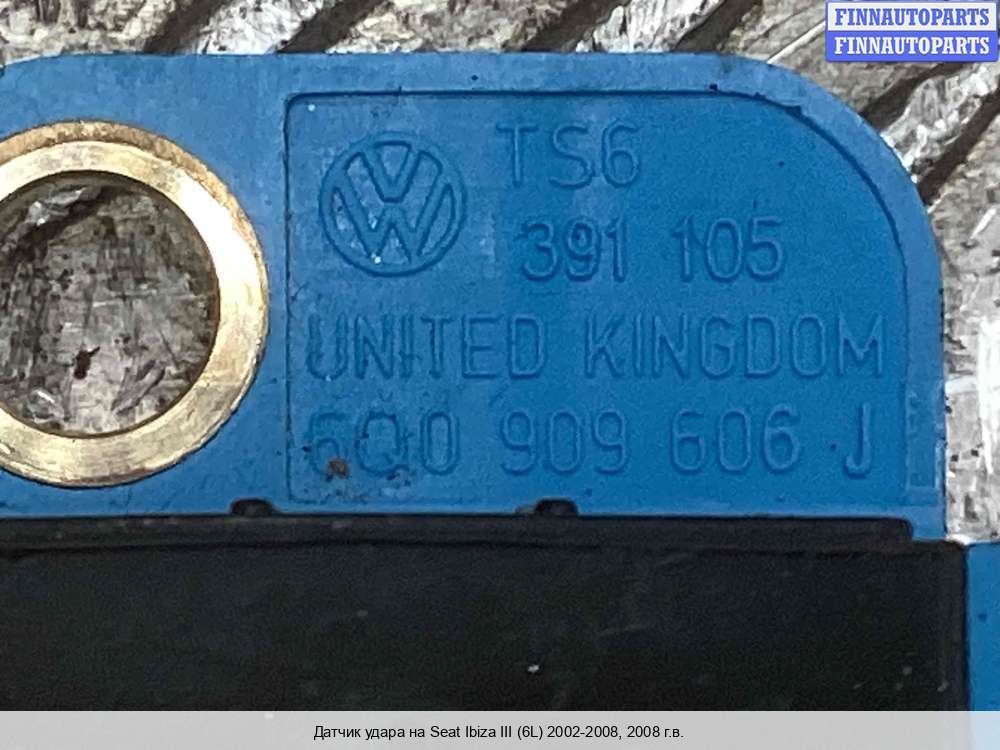 FINNAUTOPARTS
FINNAUTOPARTS
TS6
391 105
UNITED KINGDOM
6Q0 909 606 J
Датчик удара на Seat Ibiza III (6L) 2002-2008, 2008 г.в.